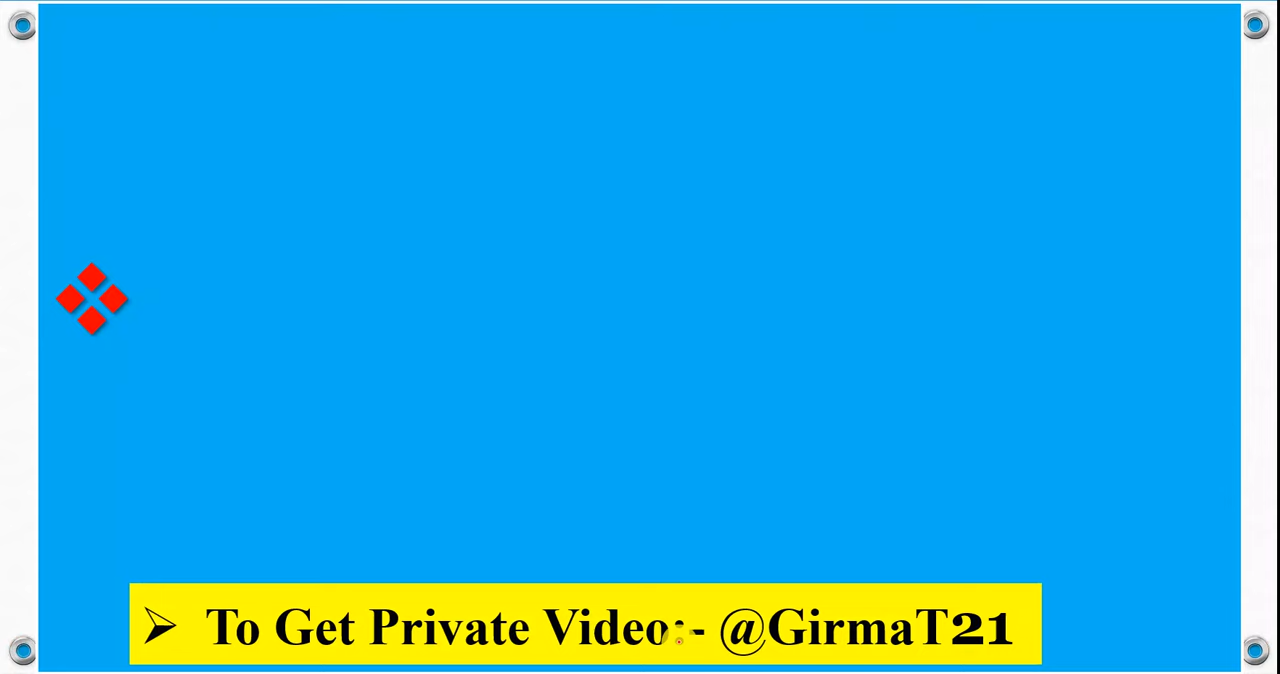 ➢ To Get Private Video:- @GirmaT21